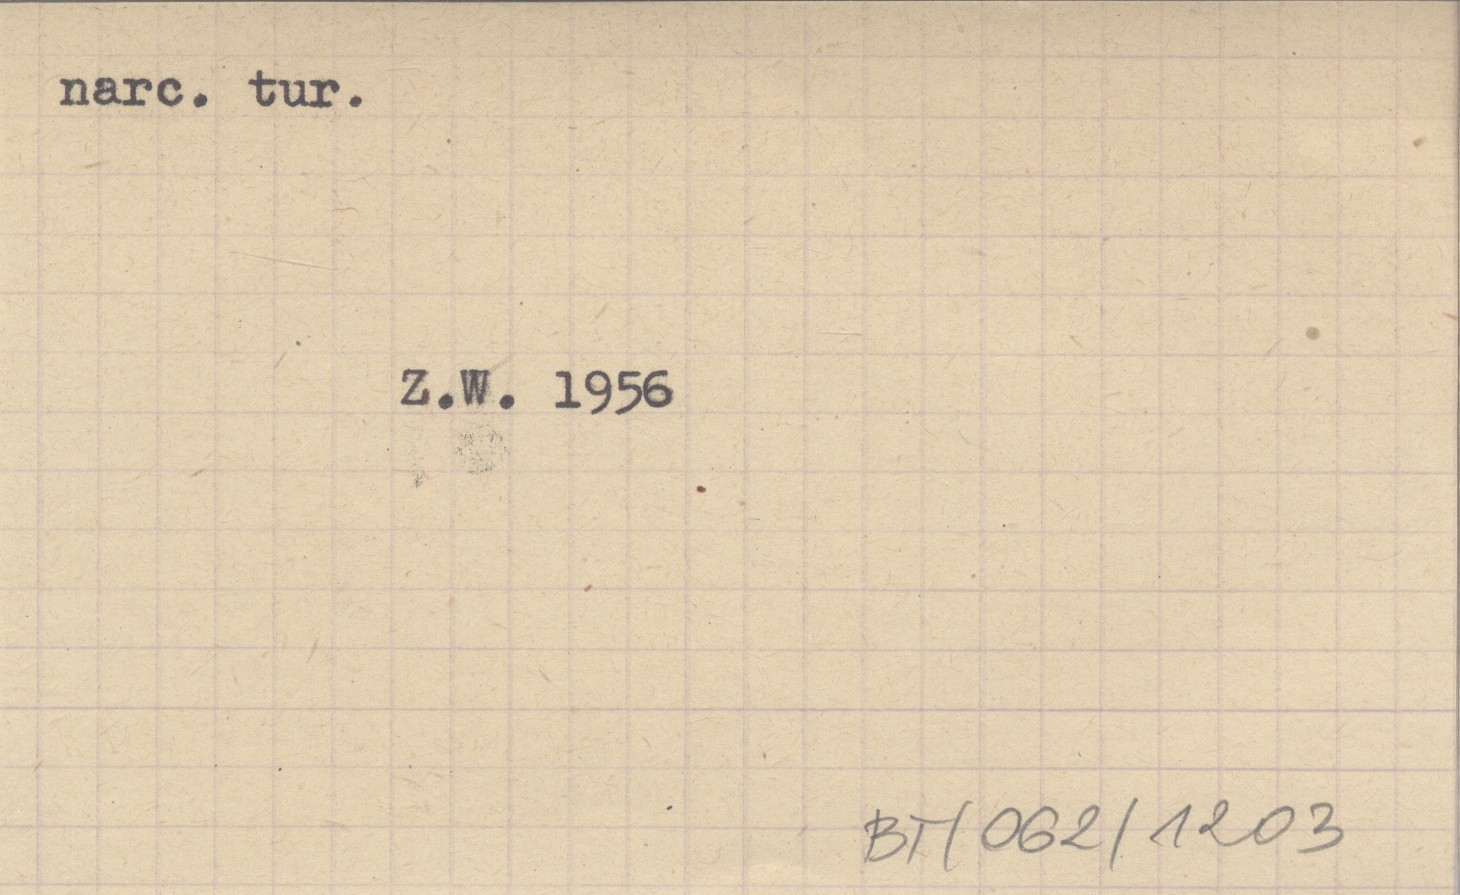 narc. tur.
Z.W. 1956
BT/062/1203